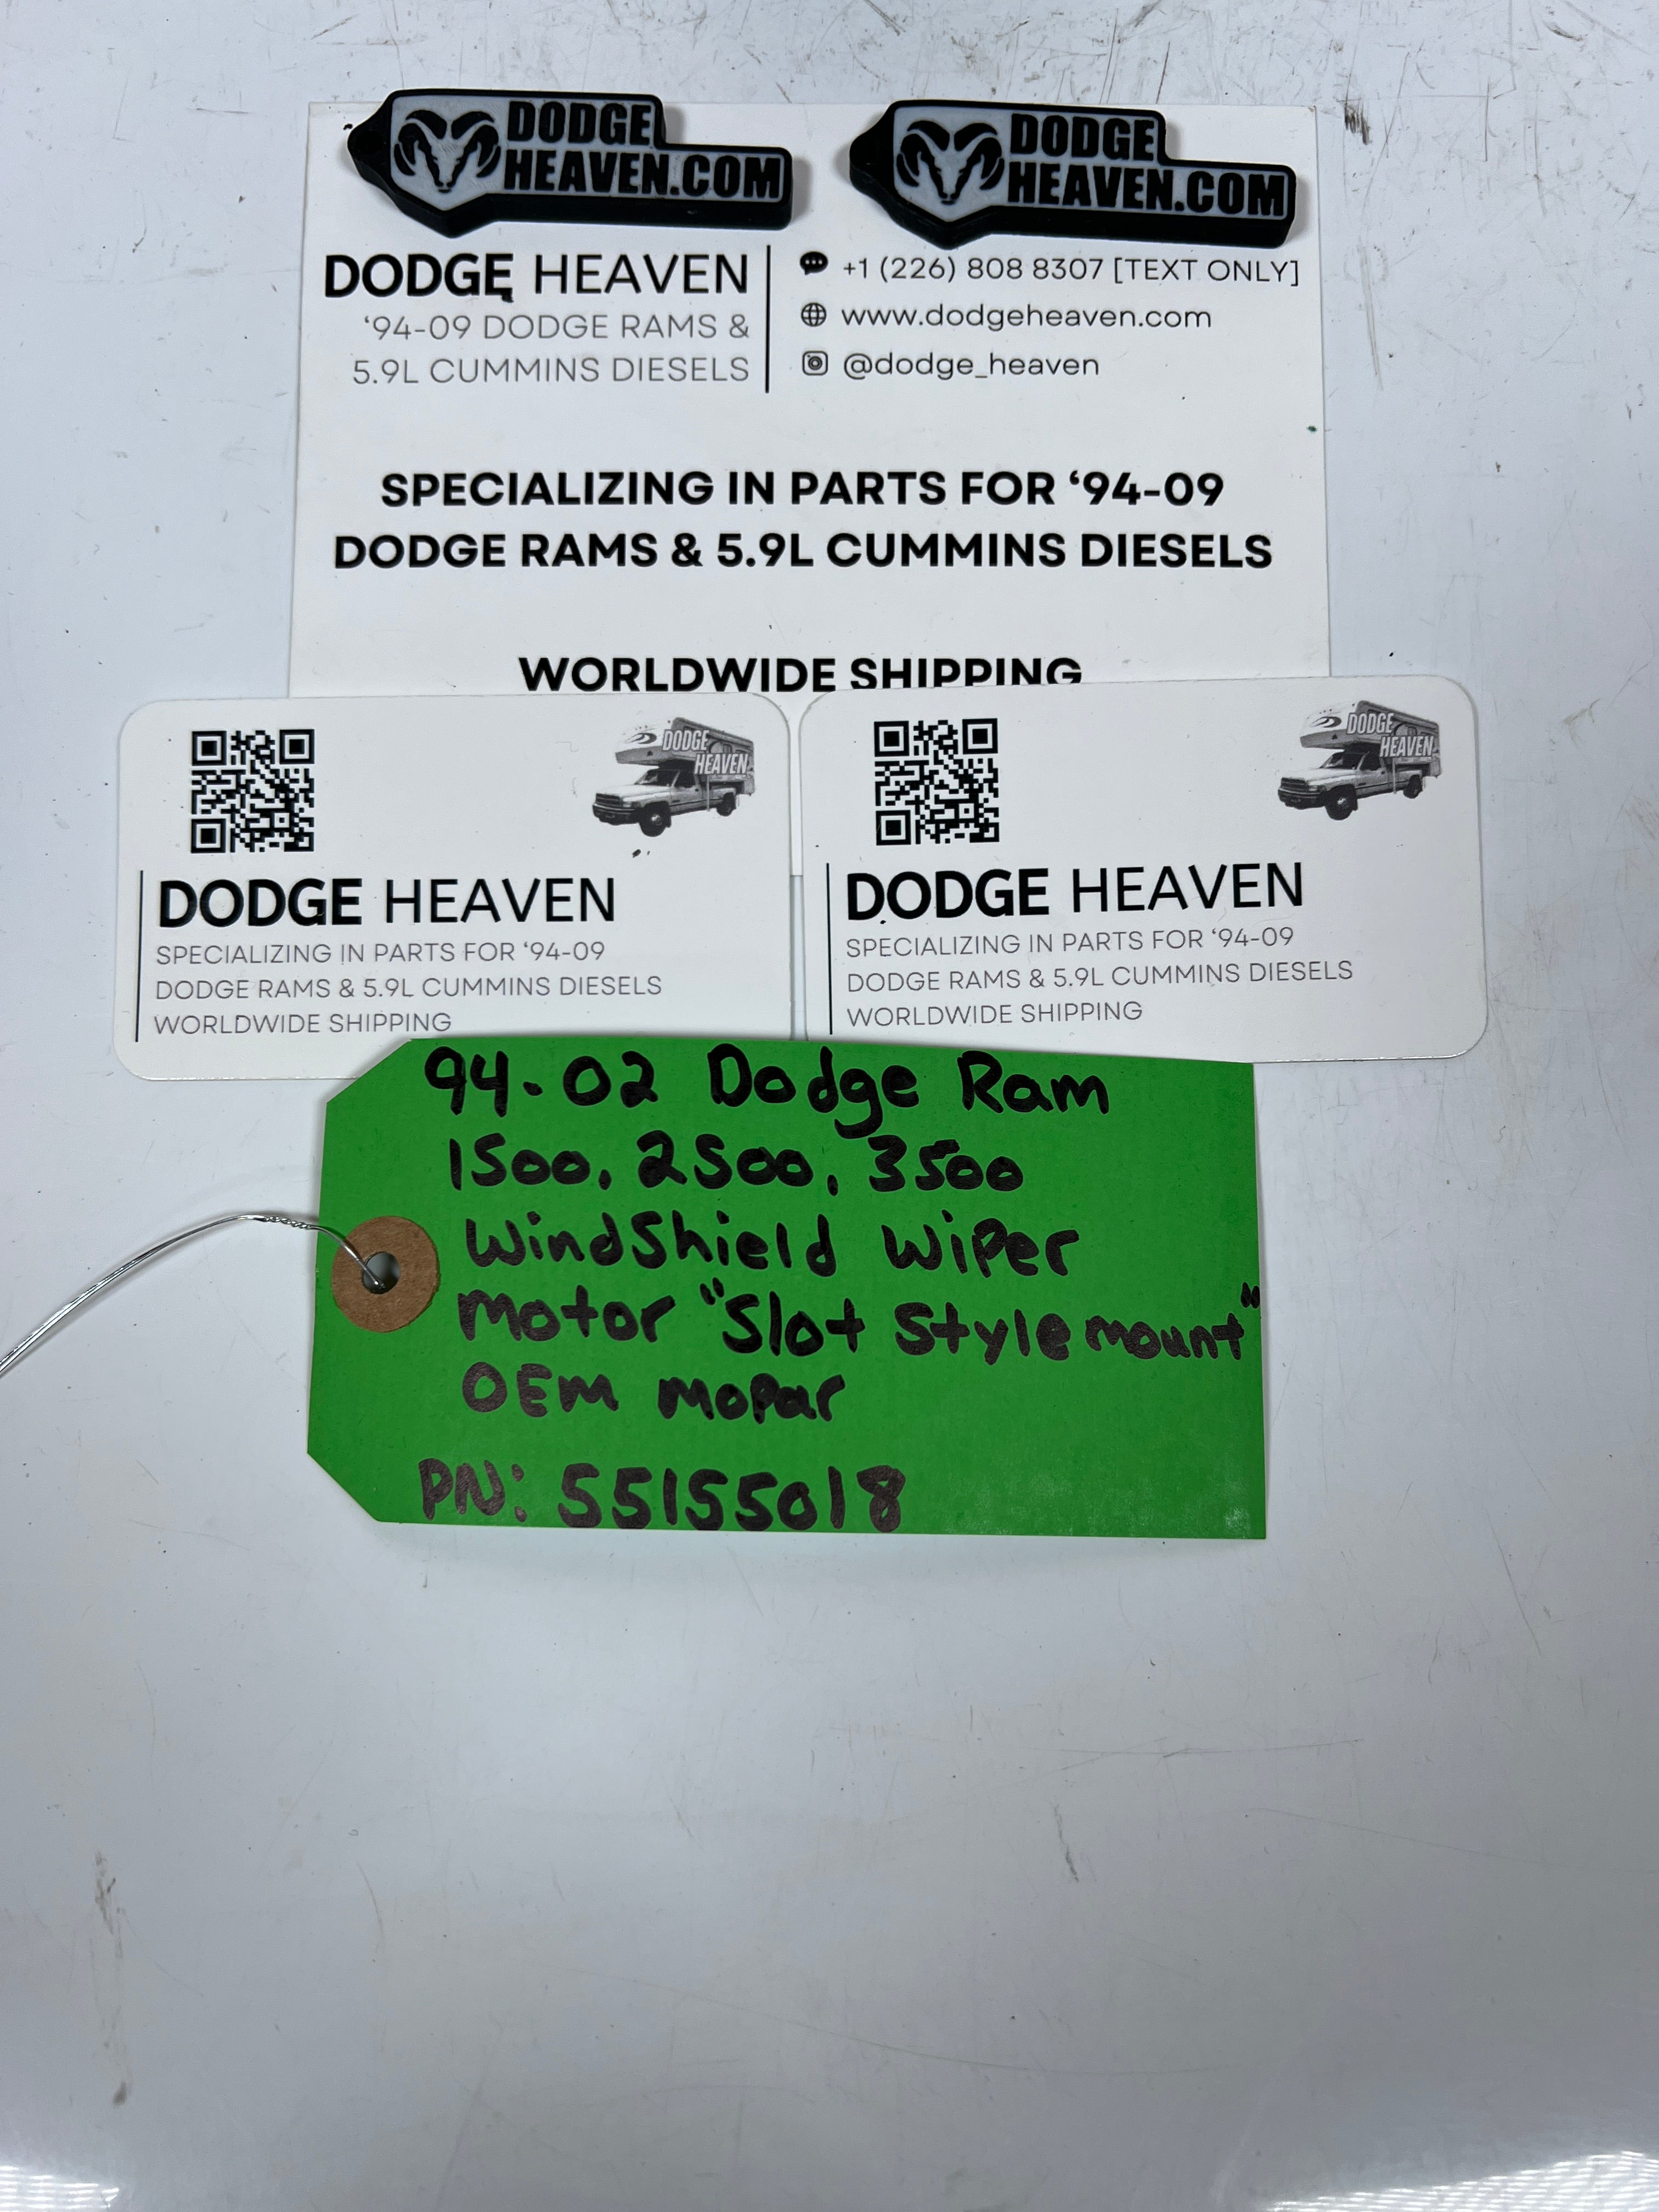 DODGE
HEAVEN.COM
DODGE
HEAVEN.COM
DODGE HEAVEN
‘94-09 DODGE RAMS &
5.9L CUMMINS DIESELS
+1 (226) 808 8307 [TEXT ONLY]
www.dodgeheaven.com
@dodge_heaven
SPECIALIZING IN PARTS FOR ‘94-09
DODGE RAMS & 5.9L CUMMINS DIESELS
WORLDWIDE SHIPPING
DODGE
HEAVEN
DODGE HEAVEN
SPECIALIZING IN PARTS FOR ‘94-09
DODGE RAMS & 5.9L CUMMINS DIESELS
WORLDWIDE SHIPPING
DODGE
HEAVEN
DODGE HEAVEN
SPECIALIZING IN PARTS FOR ‘94-09
DODGE RAMS & 5.9L CUMMINS DIESELS
WORLDWIDE SHIPPING
94-02 Dodge Ram
1500, 2500, 3500
WindShield Wiper
Motor "Slot Style mount"
OEM mopar
PN: 55155018